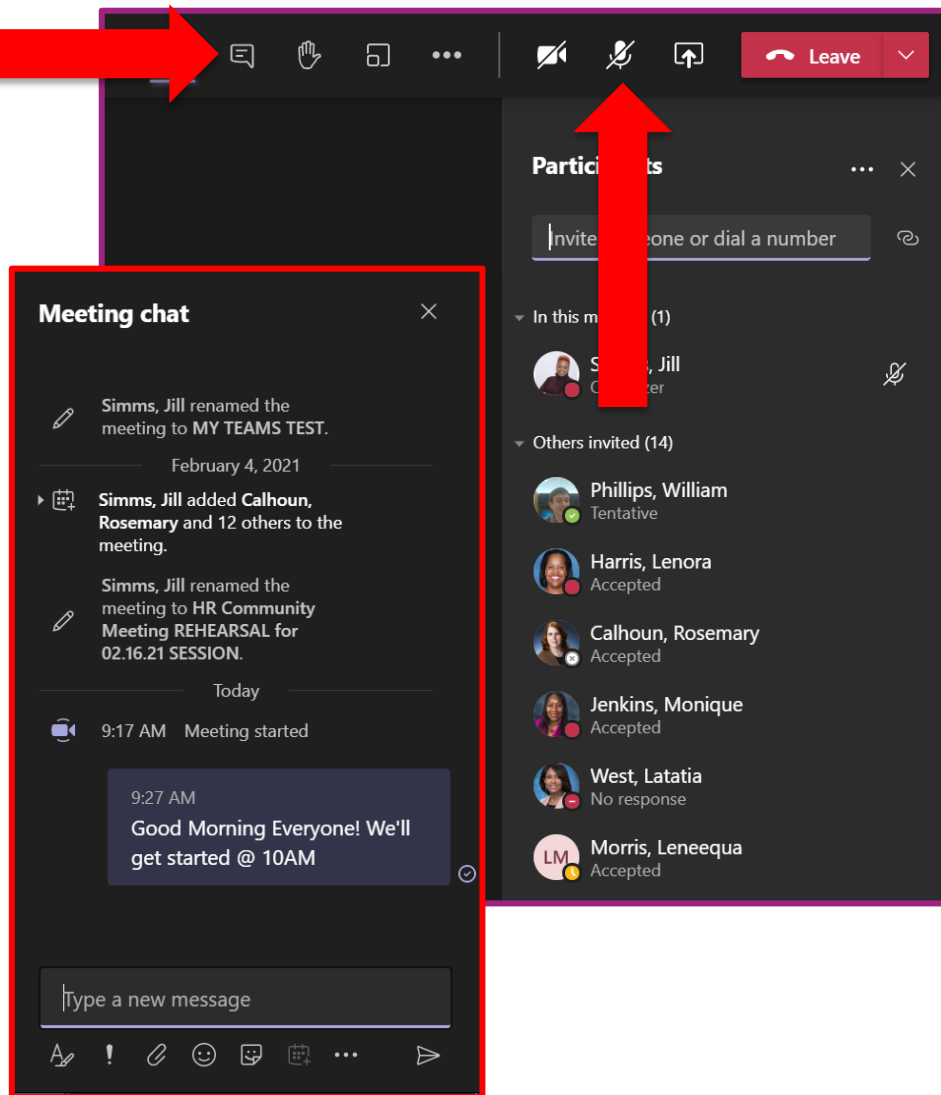 Leave
Participants
Invite someone or dial a number
In this m (1)
Simms, Jill
Organizer
Others invited (14)
Phillips, William
Tentative
Harris, Lenora
Accepted
Calhoun, Rosemary
Accepted
Jenkins, Monique
Accepted
West, Latatia
No response
LM
Morris, Leneequa
Accepted
Meeting chat
Simms, Jill renamed the
meeting to MY TEAMS TEST.
February 4, 2021
Simms, Jill added Calhoun,
Rosemary and 12 others to the
meeting.
Simms, Jill renamed the
meeting to HR Community
Meeting REHEARSAL for
02.16.21 SESSION.
Today
9:17 AM Meeting started
9:27 AM
Good Morning Everyone! We'll
get started @ 10AM
Type a new message